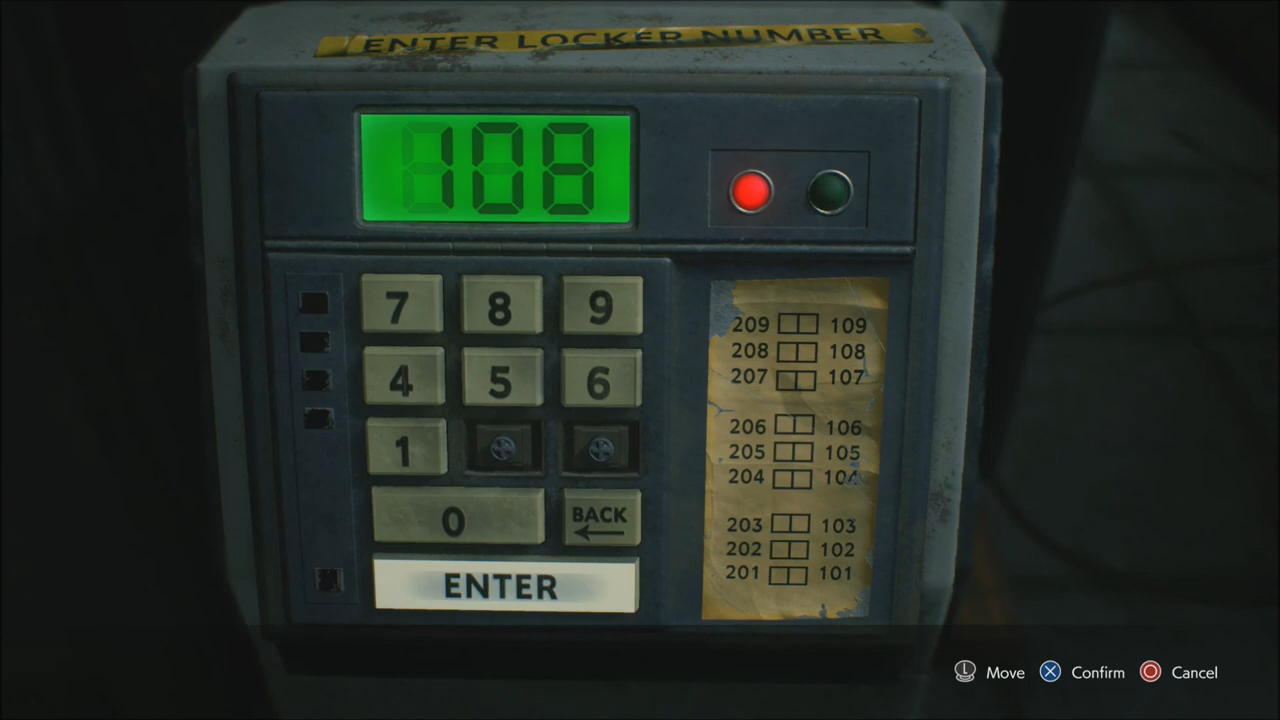 ENTER LOCKER NUMBER
108
7 8 9
4 5 6
1
0 BACK
ENTER
209 109
208 108
207 107
206 106
205 105
204 104
203 103
202 102
201 101
L Move Confirm Cancel